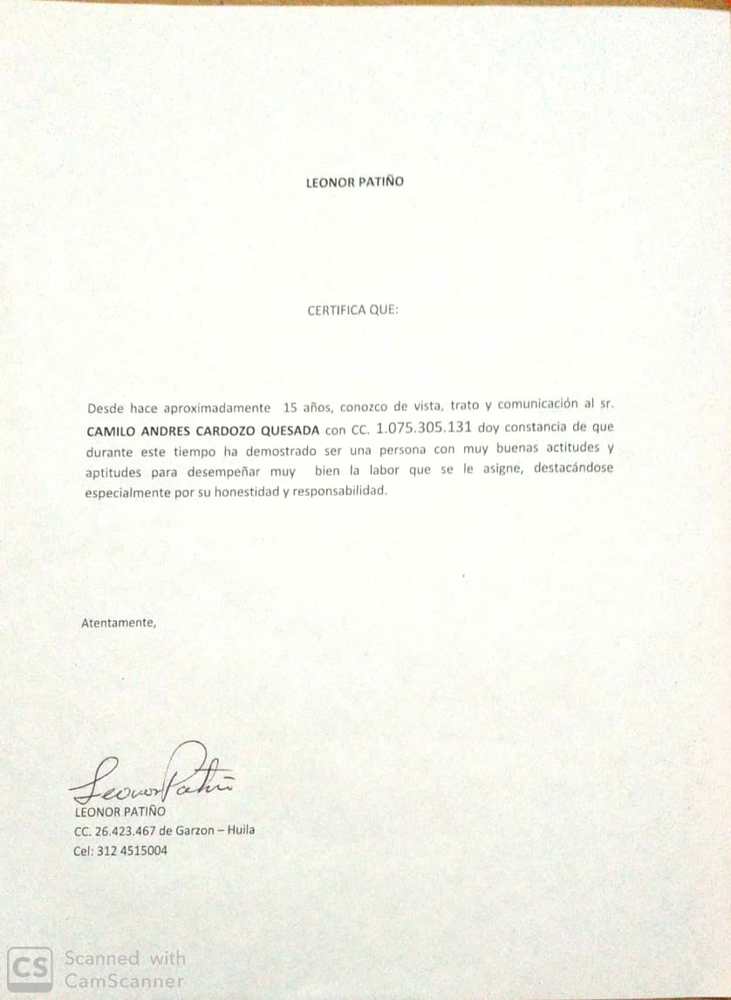 LEONOR PATIÑO
CERTIFICA QUE:
Desde hace aproximadamente 15 años, conozco de vista, trato y comunicación al sr.
CAMILO ANDRES CARDOZO QUESADA con CC. 1.075.305.131 doy constancia de que
durante este tiempo ha demostrado ser una persona con muy buenas actitudes y
aptitudes para desempeñar muy bien la labor que se le asigne, destacándose
especialmente por su honestidad y responsabilidad.
Atentamente,
Leonor Patiño
LEONOR PATIÑO
CC. 26.423.467 de Garzon – Huila
Cel: 312 4515004
CS Scanned with
CamScanner